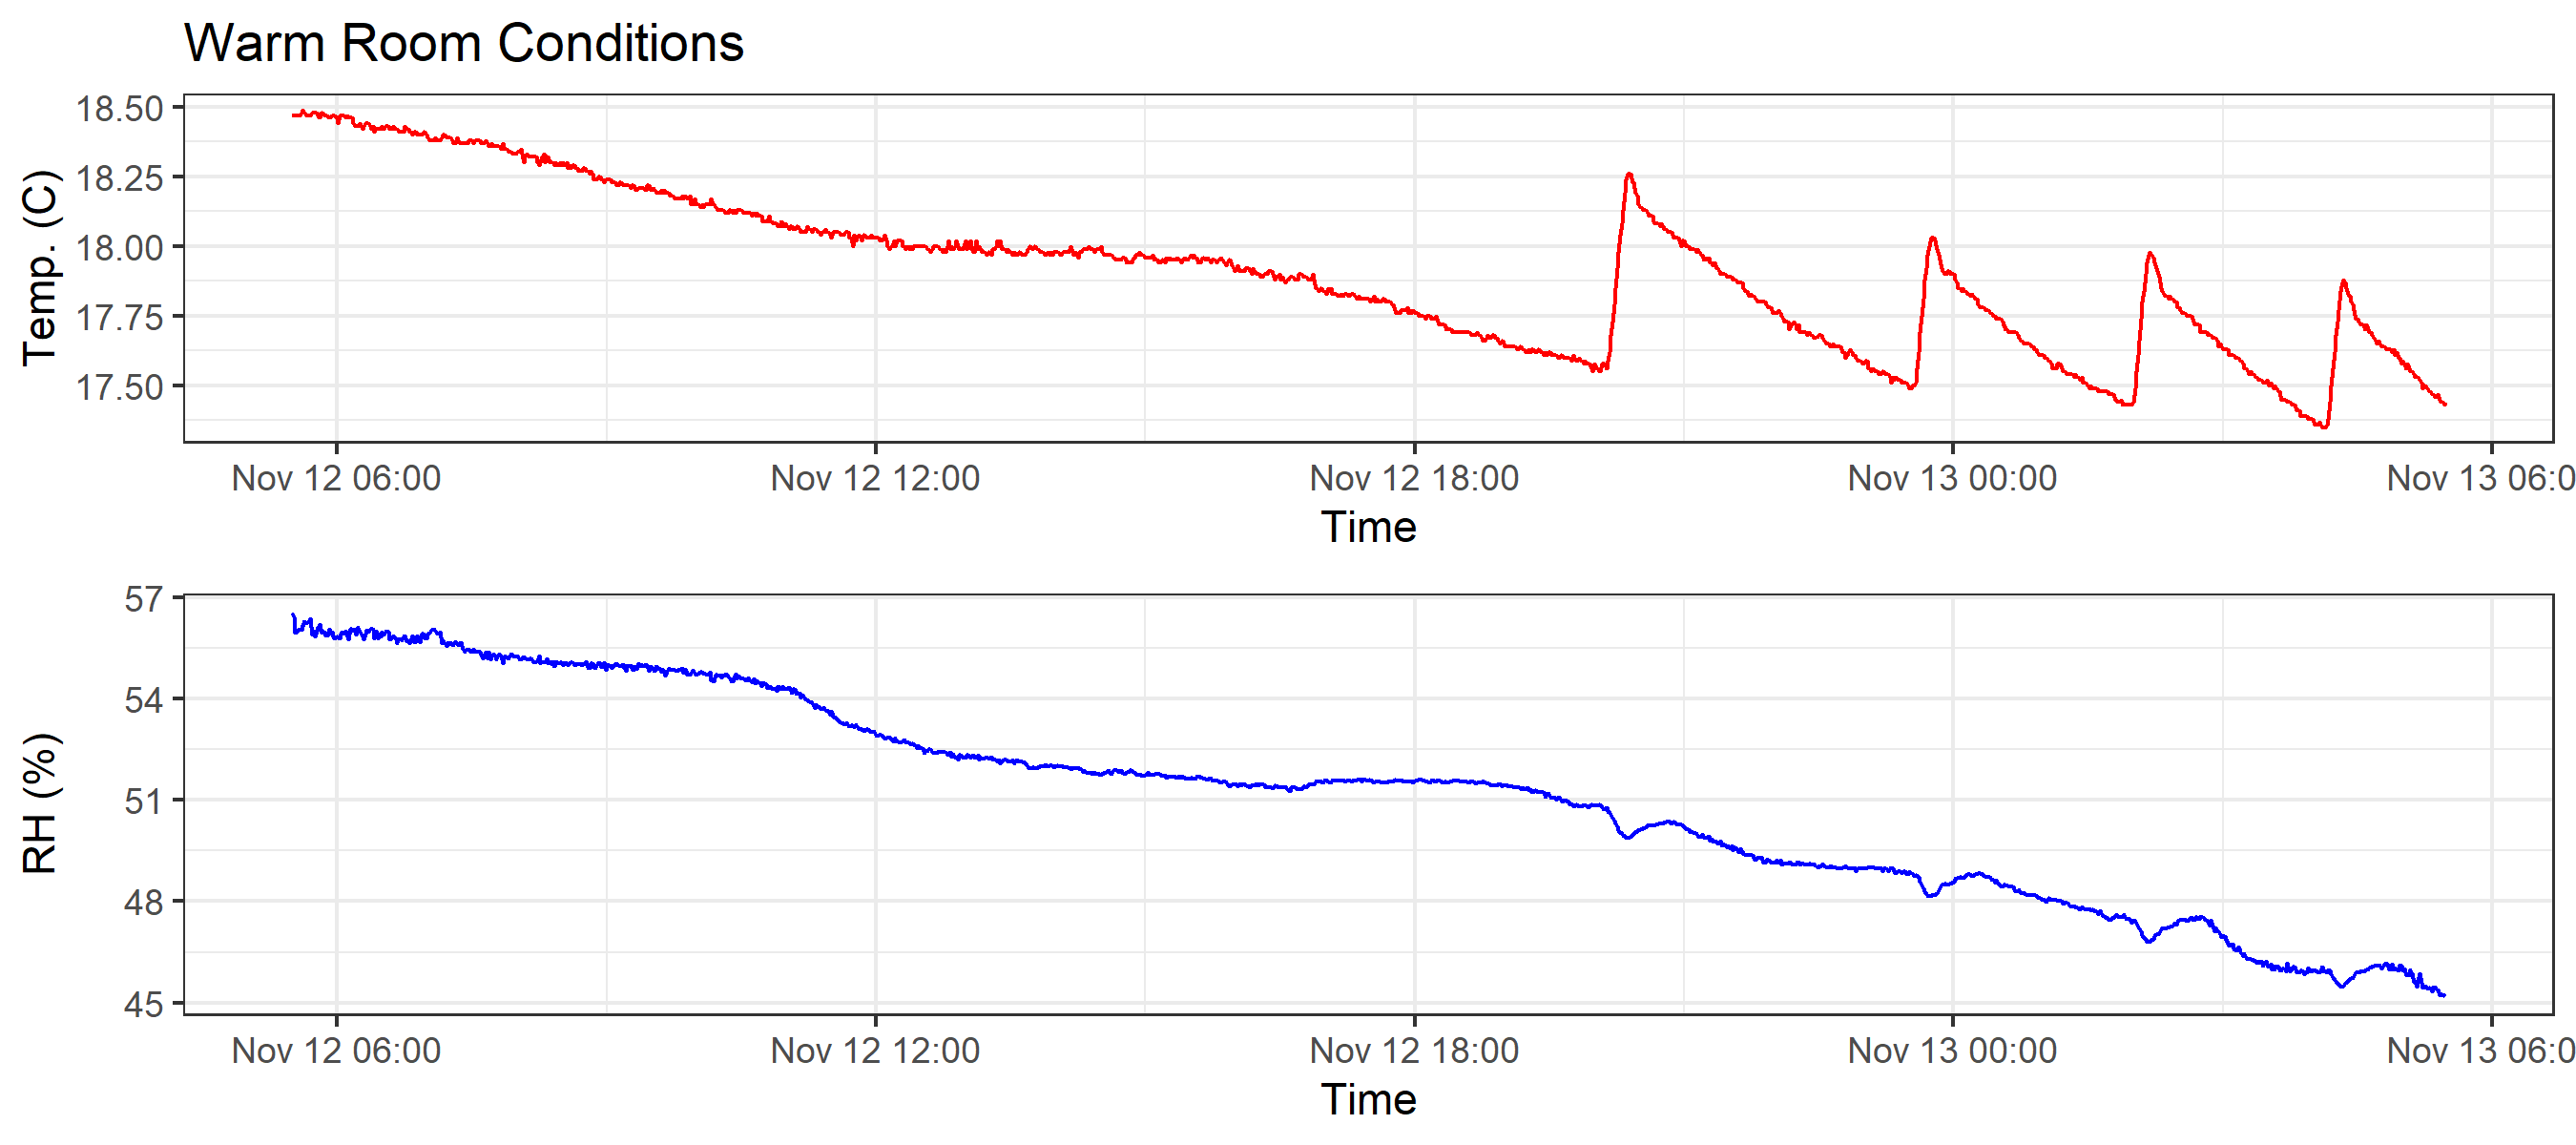 Warm Room Conditions
Temp. (C)
18.50
18.25
18.00
17.75
17.50
Nov 12 06:00 Nov 12 12:00 Nov 12 18:00 Nov 13 00:00 Nov 13 06:0
Time
RH (%)
57
54
51
48
45
Nov 12 06:00 Nov 12 12:00 Nov 12 18:00 Nov 13 00:00 Nov 13 06:0
Time